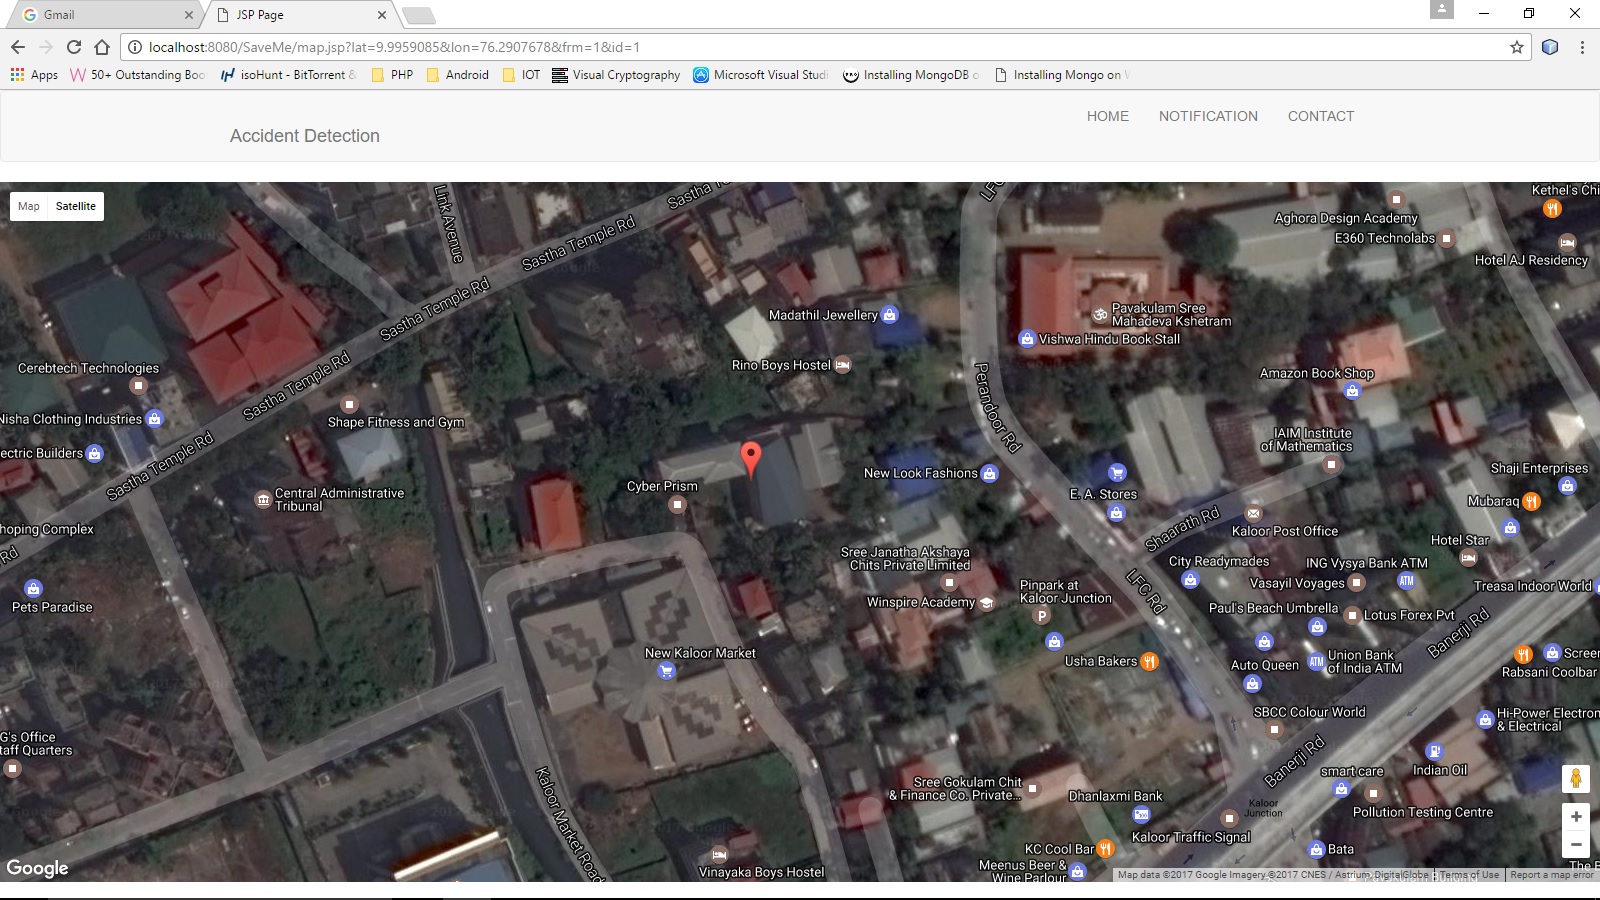 Gmail
JSP Page
localhost:8080/SaveMe/map.jsp?lat=9.9959085&lon=76.2907678&frm=1&id=1
Apps
50+ Outstanding Boo
isoHunt - BitTorrent &
PHP
Android
IOT
Visual Cryptography
Microsoft Visual Studi
Installing MongoDB o
Installing Mongo on
HOME
NOTIFICATION
CONTACT
Accident Detection
Map
Satellite
Link Avenue
Sastha Temple Rd
Sastha Temple Rd
Sastha Temple Rd
Sastha Temple Rd
Kethel's Chi
Aghora Design Academy
E360 Technolabs
Hotel AJ Residency
Madathil Jewellery
Pavakulam Sree
Mahadeva Kshetram
Vishwa Hindu Book Stall
Cerebtech Technologies
Rino Boys Hostel
Perandoor Rd
Amazon Book Shop
Nisha Clothing Industries
Shape Fitness and Gym
IAIM Institute
of Mathematics
ectric Builders
Sastha Temple Rd
New Look Fashions
Shaji Enterprises
Cyber Prism
Central Administrative
Tribunal
E. A. Stores
Mubaraq
hoping Complex
Rd
Shaarath Rd
Kaloor Post Office
Hotel Star
Sree Janatha Akshaya
Chits Private Limited
City Readymades
ING Vysya Bank ATM
ATM
Pets Paradise
Winspire Academy
Pinpark at
Kaloor Junction
P
LFC Rd
Vasayil Voyages
Treasa Indoor World
Paul's Beach Umbrella
Lotus Forex Pvt
Banerji Rd
New Kaloor Market
Usha Bakers
Auto Queen
ATM
Union Bank
of India ATM
Screen
Rabsani Coolbar
G's Office
taff Quarters
SBCC Colour World
Hi-Power Electron
& Electrical
Banerji Rd
smart care
Indian Oil
Kaloor Market Road
Sree Gokulam Chit
& Finance Co. Private...
Dhanlaxmi Bank
Kaloor
Junction
Pollution Testing Centre
Kaloor Traffic Signal
KC Cool Bar
Bata
Meenus Beer &
Wine Parlour
Vinayaka Boys Hostel
The B
Google
Map data ©2017 Google Imagery ©2017 CNES / Astrium, DigitalGlobe
Terms of Use
Report a map error